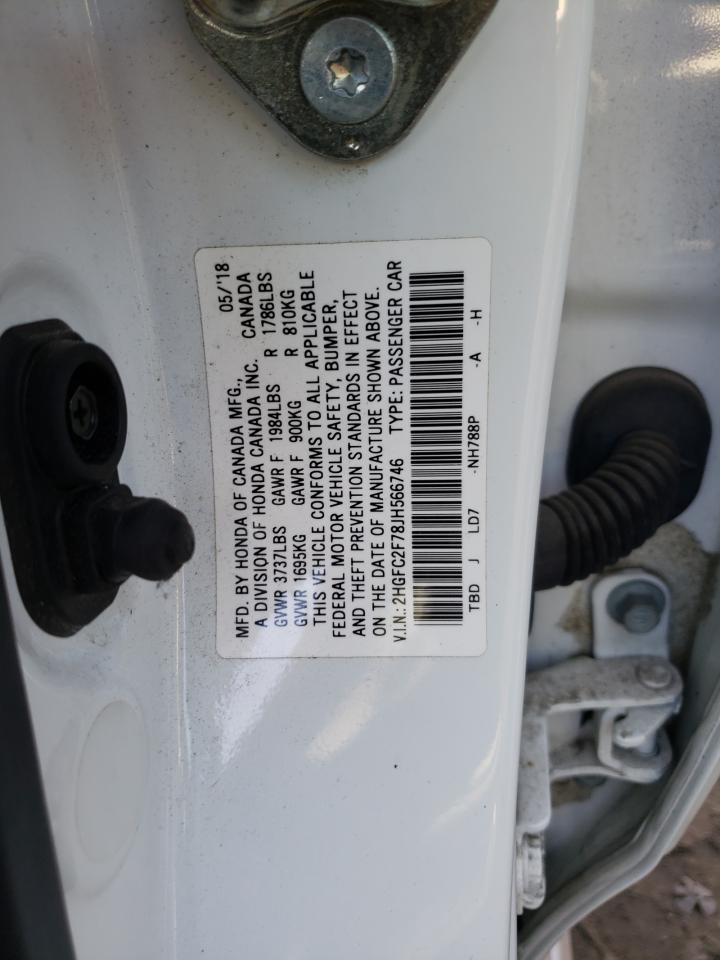 MFD. BY HONDA OF CANADA MFG., 05/'18
A DIVISION OF HONDA CANADA INC. CANADA
GVWR 3737LBS GAWR F 1984LBS R 1786LBS
GVWR 1695KG GAWR F 900KG R 810KG
THIS VEHICLE CONFORMS TO ALL APPLICABLE
FEDERAL MOTOR VEHICLE SAFETY, BUMPER,
AND THEFT PREVENTION STANDARDS IN EFFECT
ON THE DATE OF MANUFACTURE SHOWN ABOVE.
V.I.N.: 2HGFC2F78JH566746 TYPE: PASSENGER CAR
TBD J LD7 -NH788P -A -H